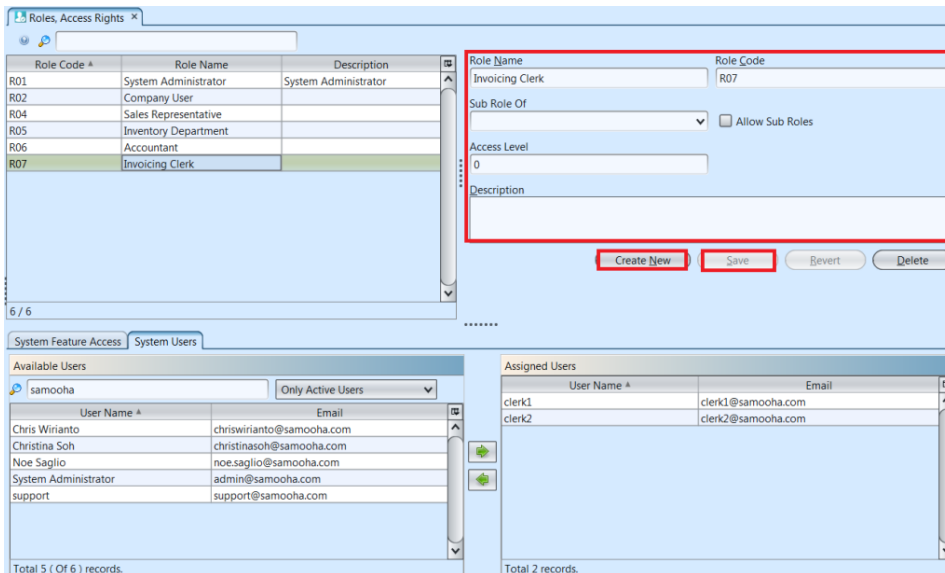 Roles, Access Rights
Role Code Role Name Description
R01 System Administrator System Administrator
R02 Company User
R04 Sales Representative
R05 Inventory Department
R06 Accountant
R07 Invoicing Clerk
6 / 6
Role Name Role Code
Invoicing Clerk R07
Sub Role Of
Allow Sub Roles
Access Level
0
Description
Create New Save Revert Delete
System Feature Access System Users
Available Users
samooha Only Active Users
User Name Email
Chris Wirianto chriswirianto@samooha.com
Christina Soh christinasoh@samooha.com
Noe Saglio noe.saglio@samooha.com
System Administrator admin@samooha.com
support support@samooha.com
Total 5 ( Of 6 ) records.
Assigned Users
User Name Email
clerk1 clerk1@samooha.com
clerk2 clerk2@samooha.com
Total 2 records.